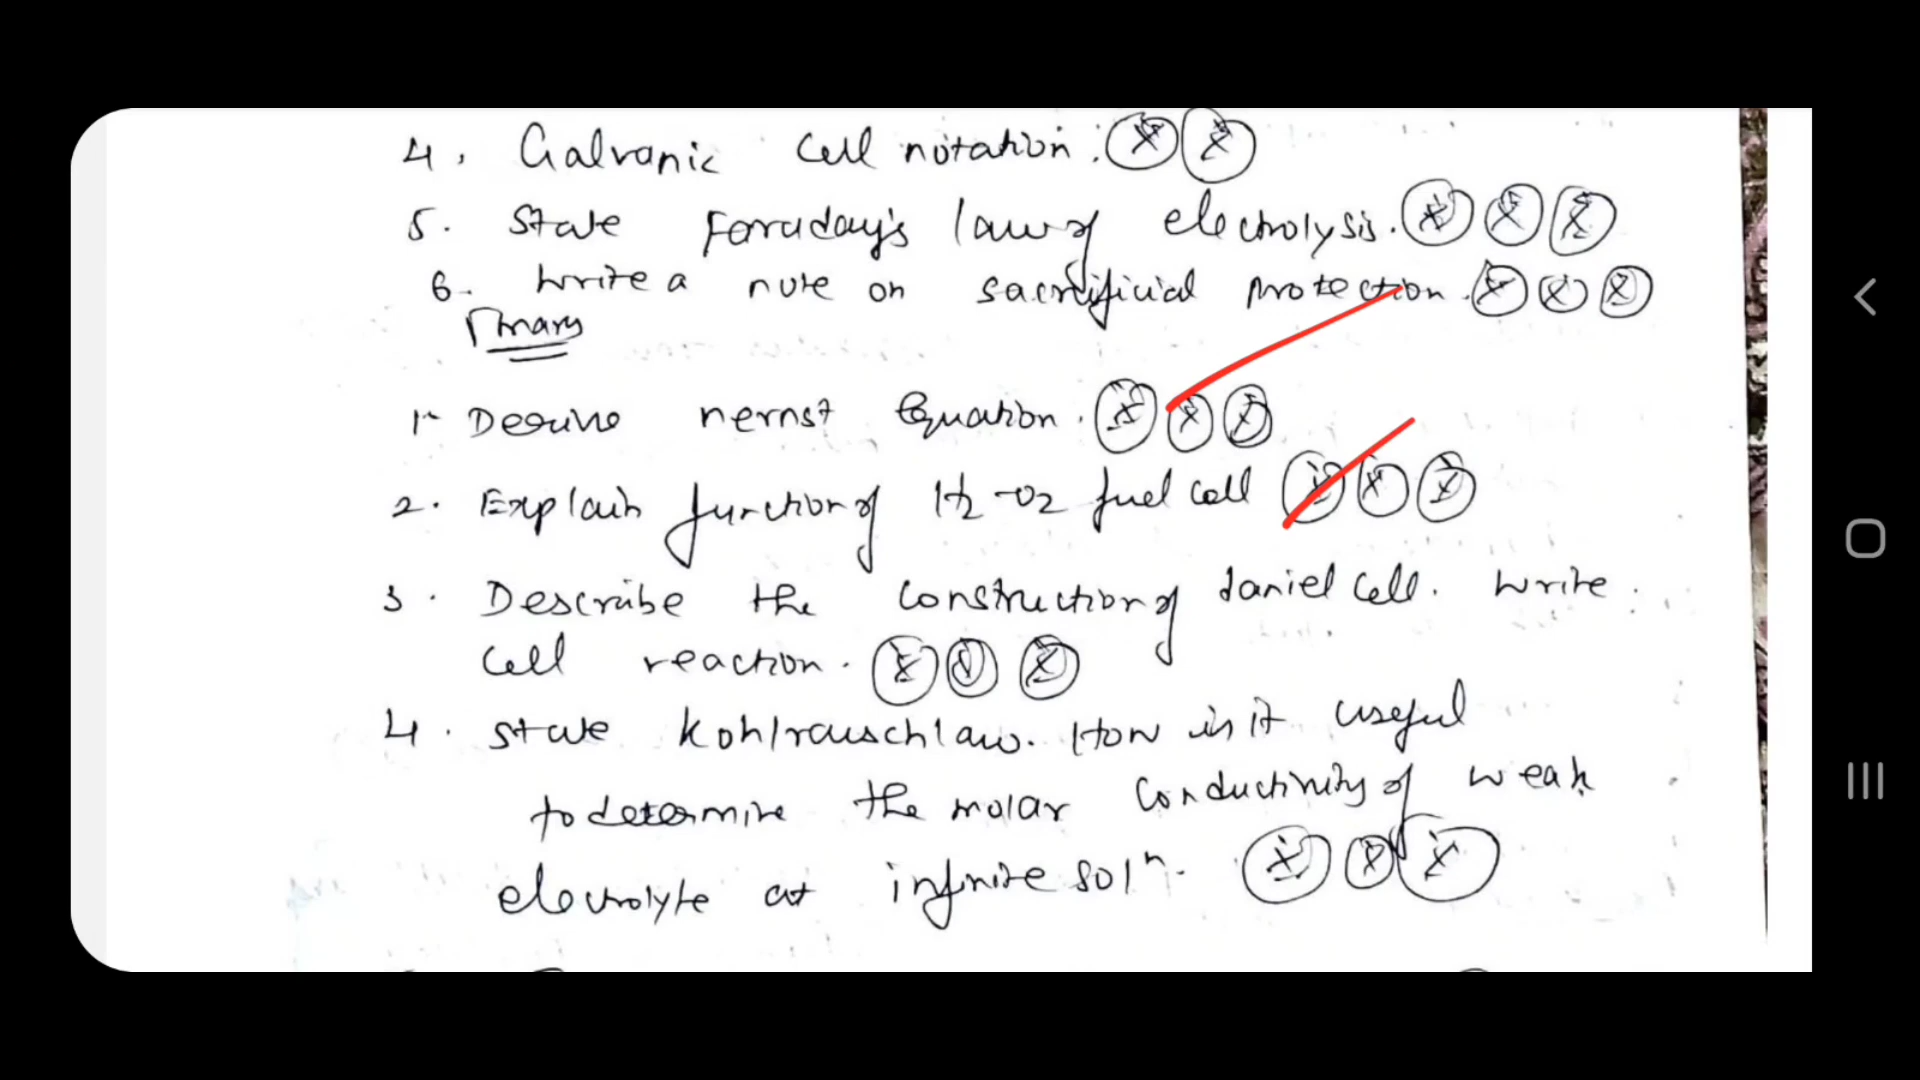 4. Galvanic cell notation.
5. State Faraday's law of electrolysis.
6. Write a note on sacrificial protection.
1. Derive nernst Equation.
2. Explain function of H2-O2 fuel cell
3. Describe the construction of daniel cell. Write
cell reaction.
4. State Kohlrausch law. How is it useful
to determine the molar conductivity of weak
electrolyte at infinite solⁿ.